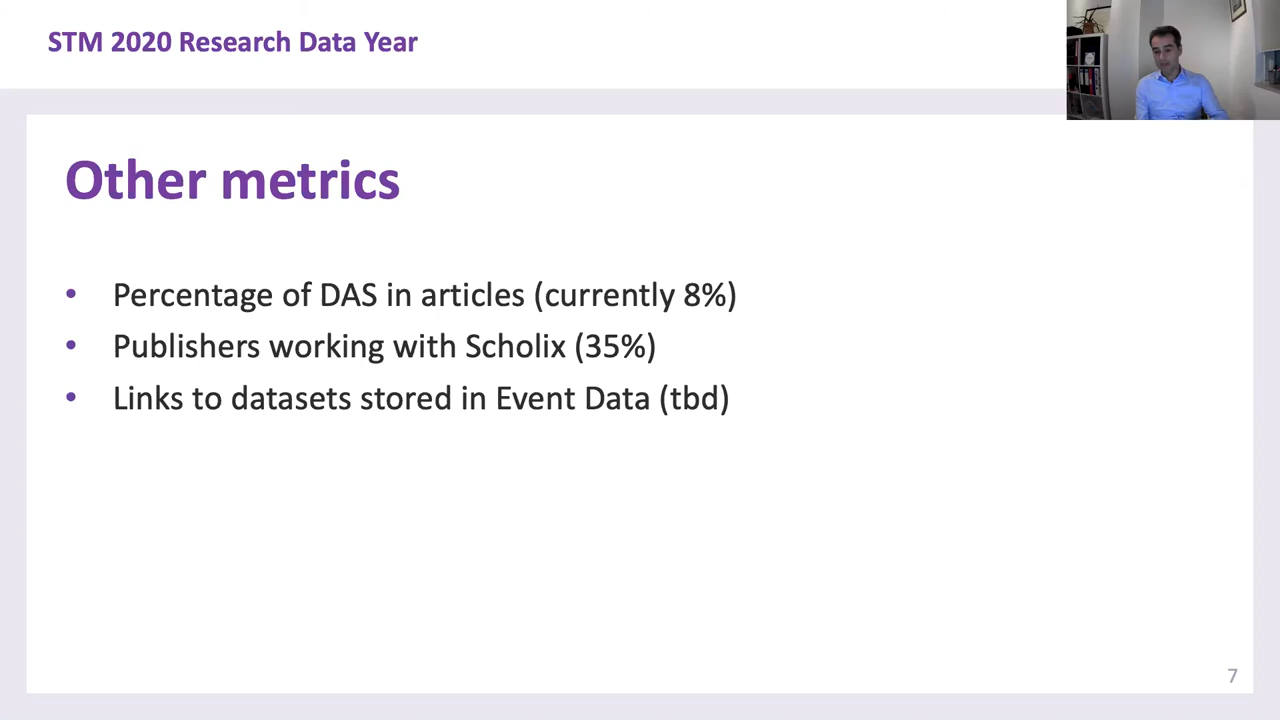 STM 2020 Research Data Year
Other metrics
• Percentage of DAS in articles (currently 8%)
• Publishers working with Scholix (35%)
• Links to datasets stored in Event Data (tbd)
7